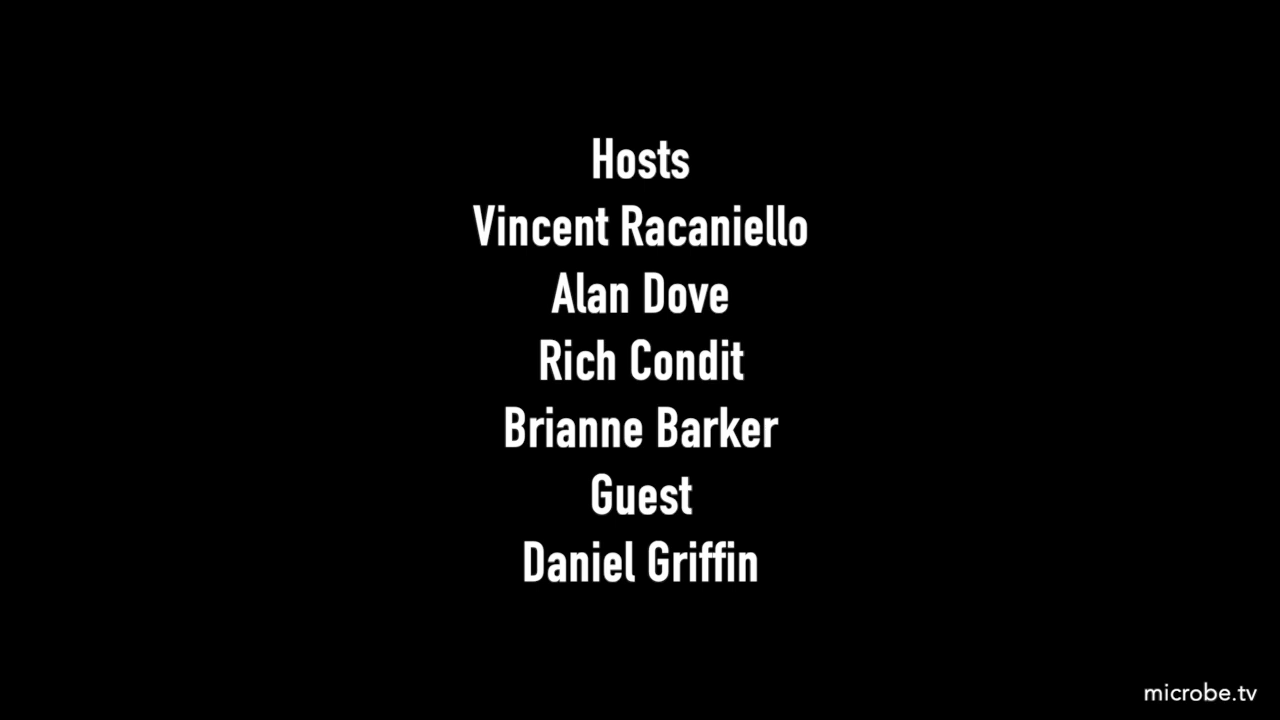 Hosts
Vincent Racaniello
Alan Dove
Rich Condit
Brianne Barker
Guest
Daniel Griffin
microbe.tv